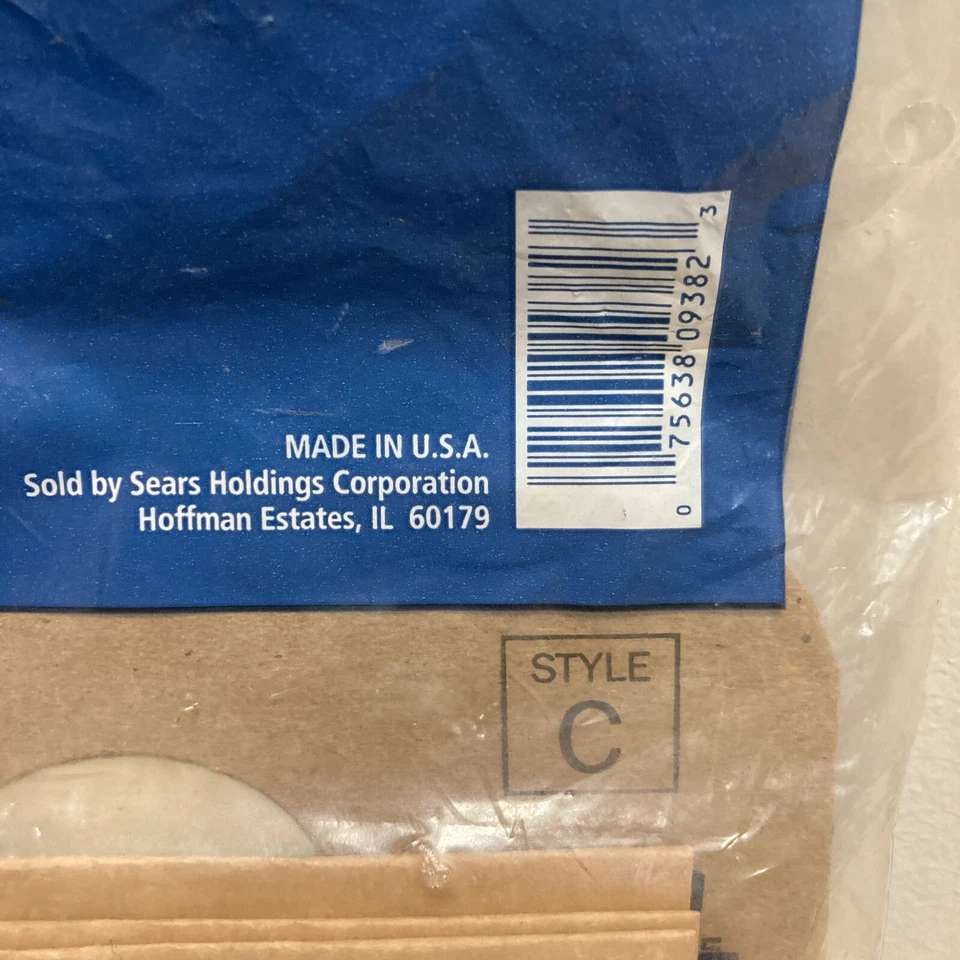 MADE IN U.S.A.
Sold by Sears Holdings Corporation
Hoffman Estates, IL 60179
0 75638 09382 3
STYLE
C